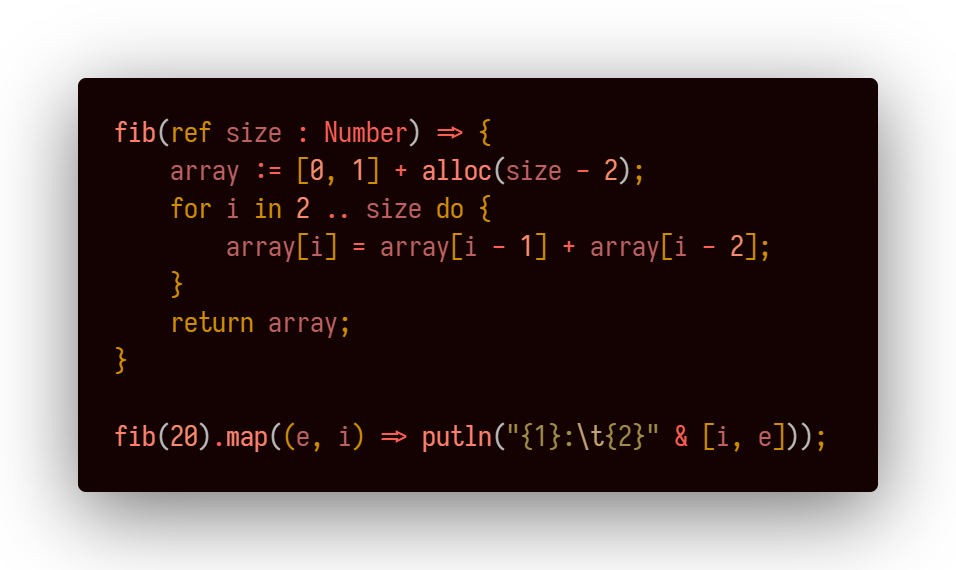 fib(ref size : Number) => {
    array := [0, 1] + alloc(size - 2);
    for i in 2 .. size do {
        array[i] = array[i - 1] + array[i - 2];
    }
    return array;
}

fib(20).map((e, i) => putln("{1}:\t{2}" & [i, e]));